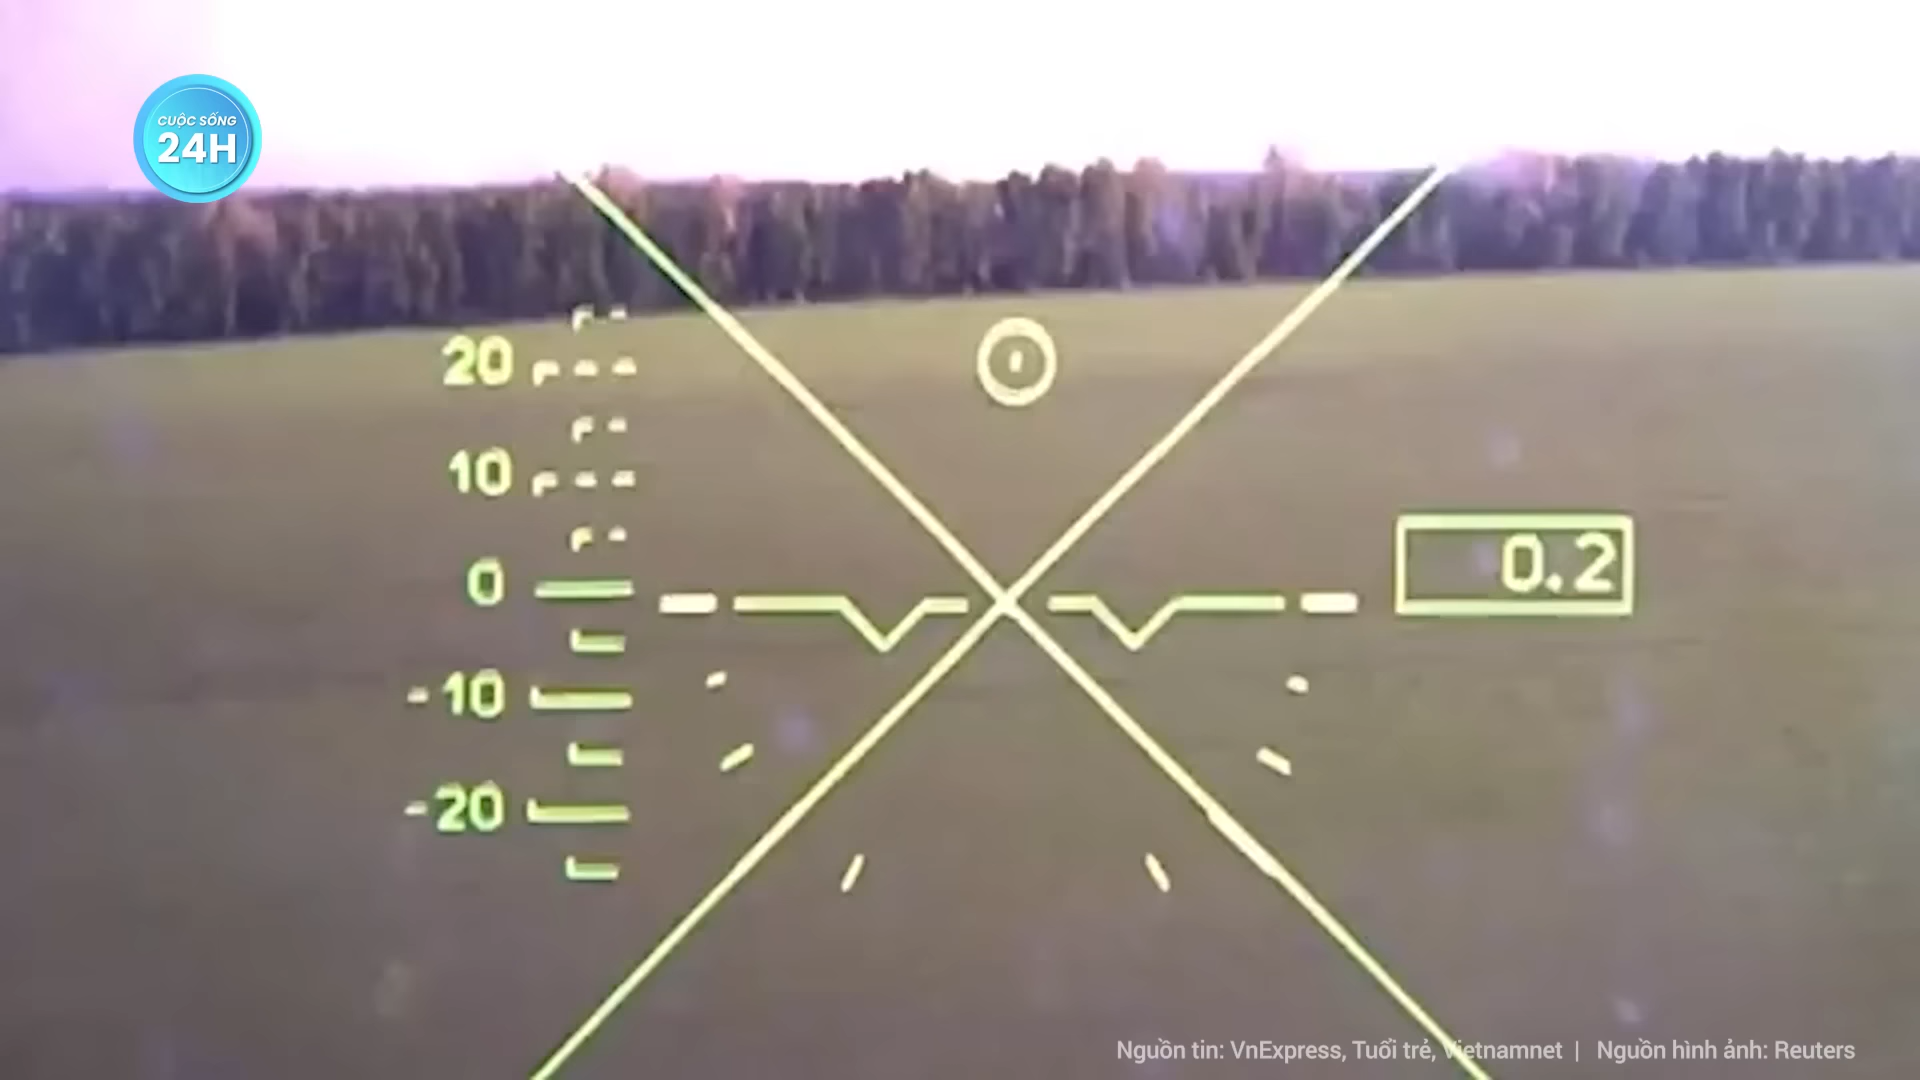 CUỘC SỐNG
24H
20
10
0
0.2
-10
-20
Nguồn tin: VnExpress, Tuổi trẻ, Vietnamnet | Nguồn hình ảnh: Reuters